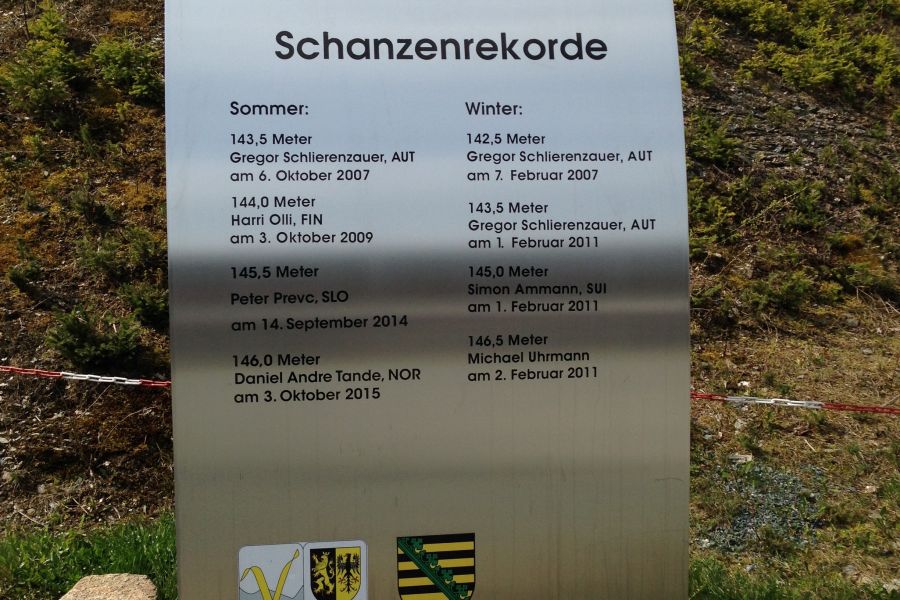 Schanzenrekorde
Sommer:
143,5 Meter
Gregor Schlierenzauer, AUT
am 6. Oktober 2007
144,0 Meter
Harri Olli, FIN
am 3. Oktober 2009
145,5 Meter
Peter Prevc, SLO
am 14. September 2014
146,0 Meter
Daniel Andre Tande, NOR
am 3. Oktober 2015
Winter:
142,5 Meter
Gregor Schlierenzauer, AUT
am 7. Februar 2007
143,5 Meter
Gregor Schlierenzauer, AUT
am 1. Februar 2011
145,0 Meter
Simon Ammann, SUI
am 1. Februar 2011
146,5 Meter
Michael Uhrmann
am 2. Februar 2011